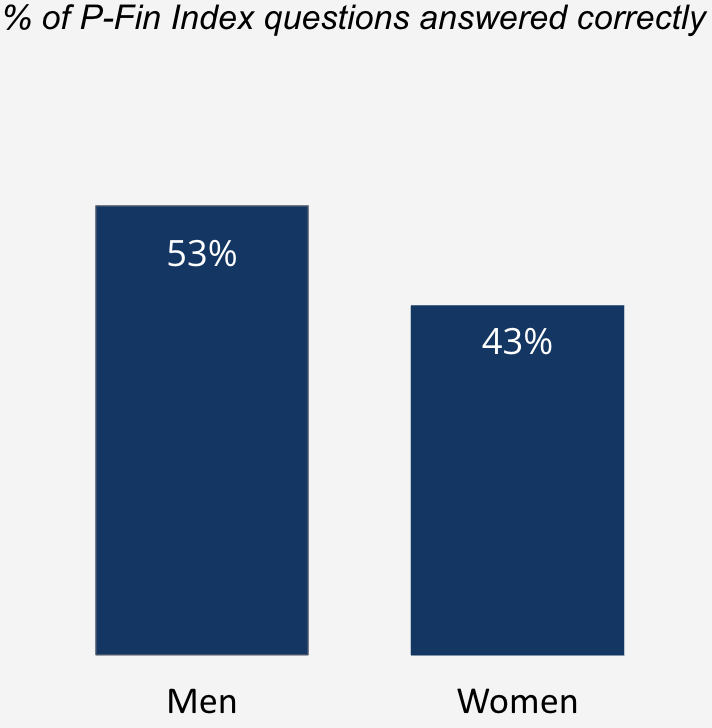 % of P-Fin Index questions answered correctly
53%
43%
Men
Women